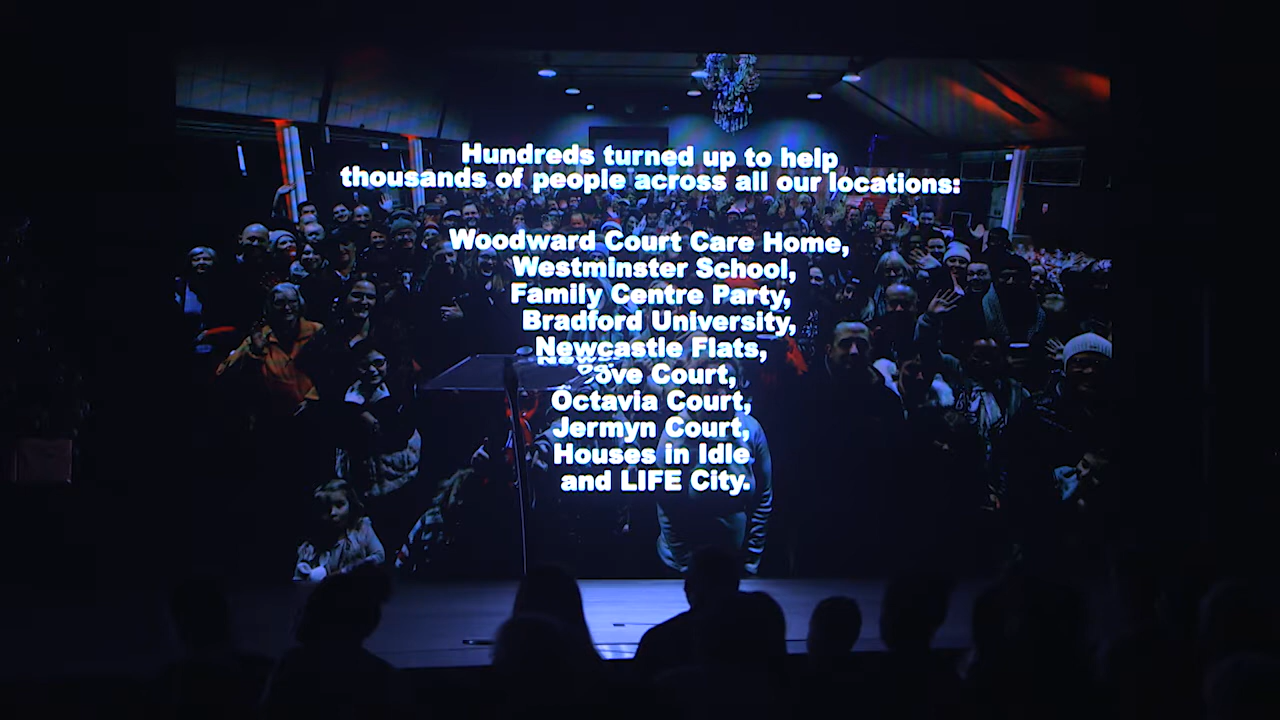 Hundreds turned up to help
thousands of people across all our locations:
Woodward Court Care Home,
Westminster School,
Family Centre Party,
Bradford University,
Newcastle Flats,
Court,
Octavia Court,
Jermyn Court,
Houses in Idle
and LIFE City.